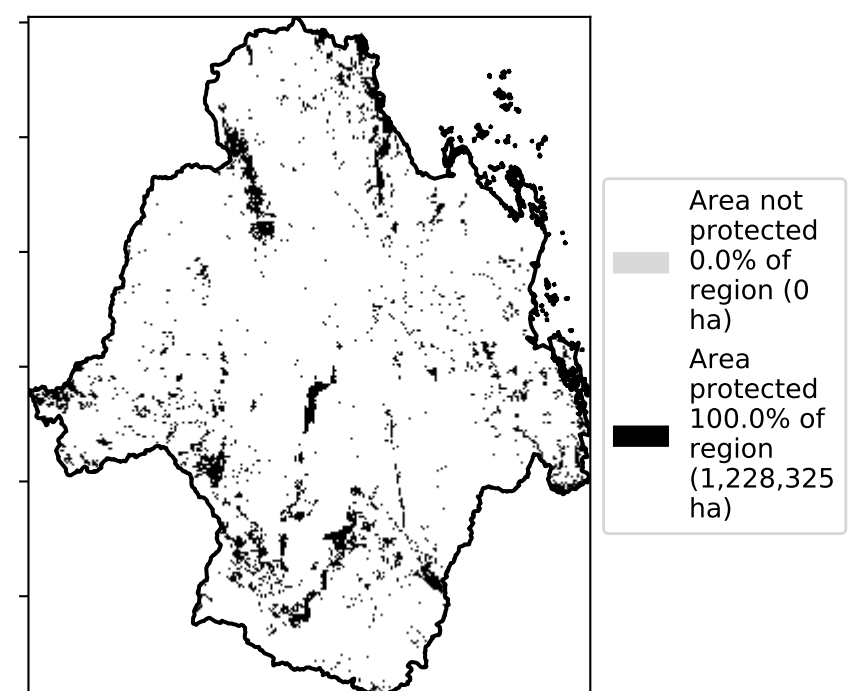 Area not
protected
0.0% of
region (0
ha)
Area
protected
100.0% of
region
(1,228,325
ha)